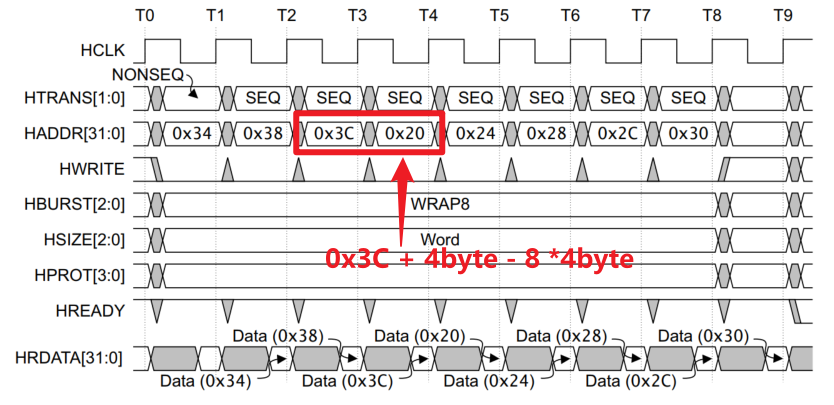 T0 T1 T2 T3 T4 T5 T6 T7 T8 T9
HCLK
NONSEQ
HTRANS[1:0] SEQ SEQ SEQ SEQ SEQ SEQ SEQ
HADDR[31:0] 0x34 0x38 0x3C 0x20 0x24 0x28 0x2C 0x30
HWRITE
HBURST[2:0] WRAP8
HSIZE[2:0] Word
0x3C + 4byte - 8 *4byte
HPROT[3:0]
HREADY
Data (0x38) Data (0x20) Data (0x28) Data (0x30)
HRDATA[31:0]
Data (0x34) Data (0x3C) Data (0x24) Data (0x2C)